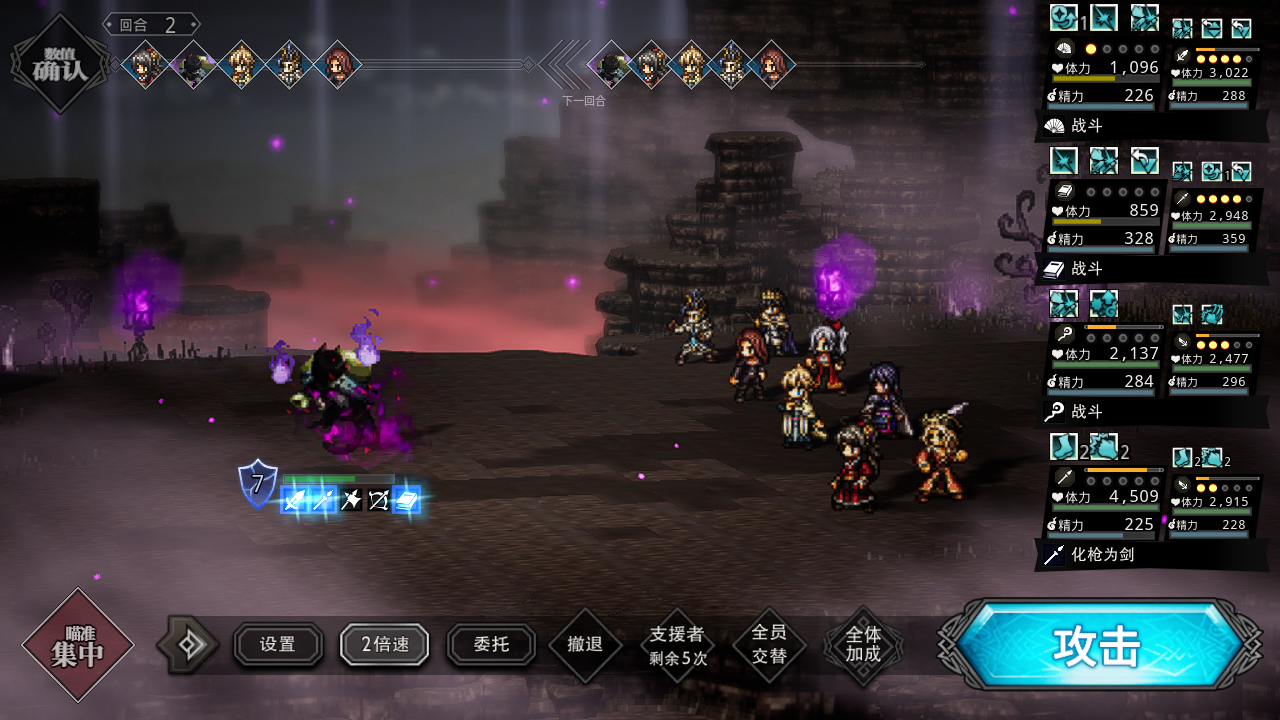 数值
确认
回合 2
下一回合
1
体力 1,096
精力 226
体力 3,022
精力 288
战斗
体力 859
精力 328
1
体力 2,948
精力 359
战斗
体力 2,137
精力 284
体力 2,477
精力 296
战斗
2 2
体力 4,509
精力 225
2 2
体力 2,915
精力 228
化枪为剑
7
瞄准
集中
设置
2倍速
委托
撤退
支援者
剩余5次
全员
交替
全体
加成
攻击